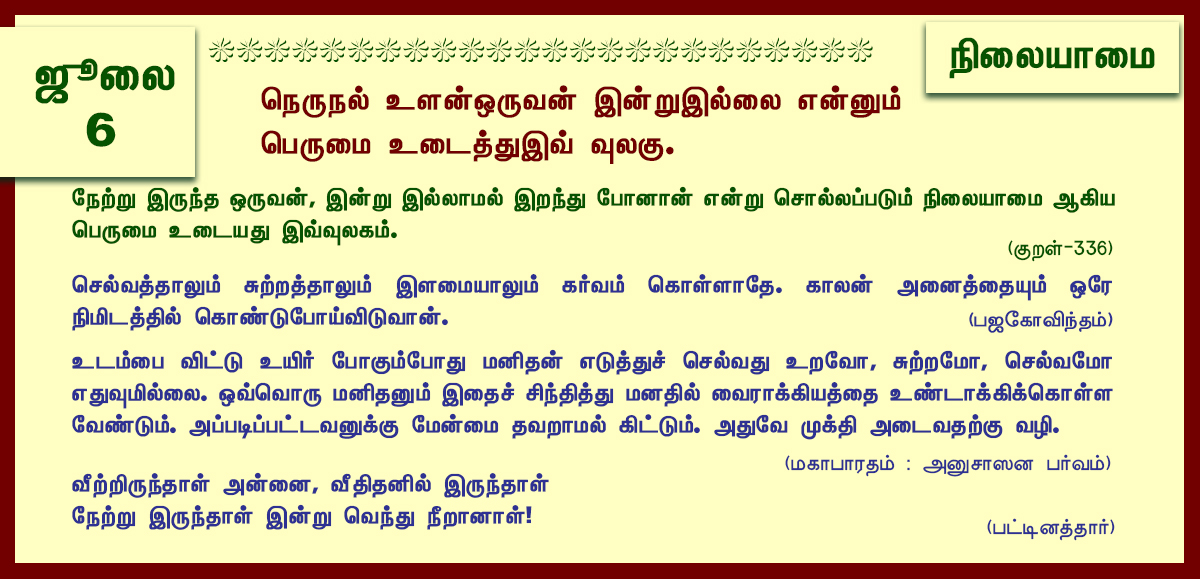 ஜூலை
6
நிலையாமை
நெருநல் உளன்ஒருவன் இன்றுஇல்லை என்னும்
பெருமை உடைத்துஇவ் வுலகு.
நேற்று இருந்த ஒருவன், இன்று இல்லாமல் இறந்து போனான் என்று சொல்லப்படும் நிலையாமை ஆகிய
பெருமை உடையது இவ்வுலகம்.
(குறள்-336)
செல்வத்தாலும் சுற்றத்தாலும் இளமையாலும் கர்வம் கொள்ளாதே. காலன் அனைத்தையும் ஒரே
நிமிடத்தில் கொண்டுபோய்விடுவான்.
(பஜகோவிந்தம்)
உடம்பை விட்டு உயிர் போகும்போது மனிதன் எடுத்துச் செல்வது உறவோ, சுற்றமோ, செல்வமோ
எதுவுமில்லை. ஒவ்வொரு மனிதனும் இதைச் சிந்தித்து மனதில் வைராக்கியத்தை உண்டாக்கிக்கொள்ள
வேண்டும். அப்படிப்பட்டவனுக்கு மேன்மை தவறாமல் கிட்டும். அதுவே முக்தி அடைவதற்கு வழி.
(மகாபாரதம் : அனுசாஸன பர்வம்)
வீற்றிருந்தாள் அன்னை, வீதிதனில் இருந்தாள்
நேற்று இருந்தாள் இன்று வெந்து நீறானாள்!
(பட்டினத்தார்)